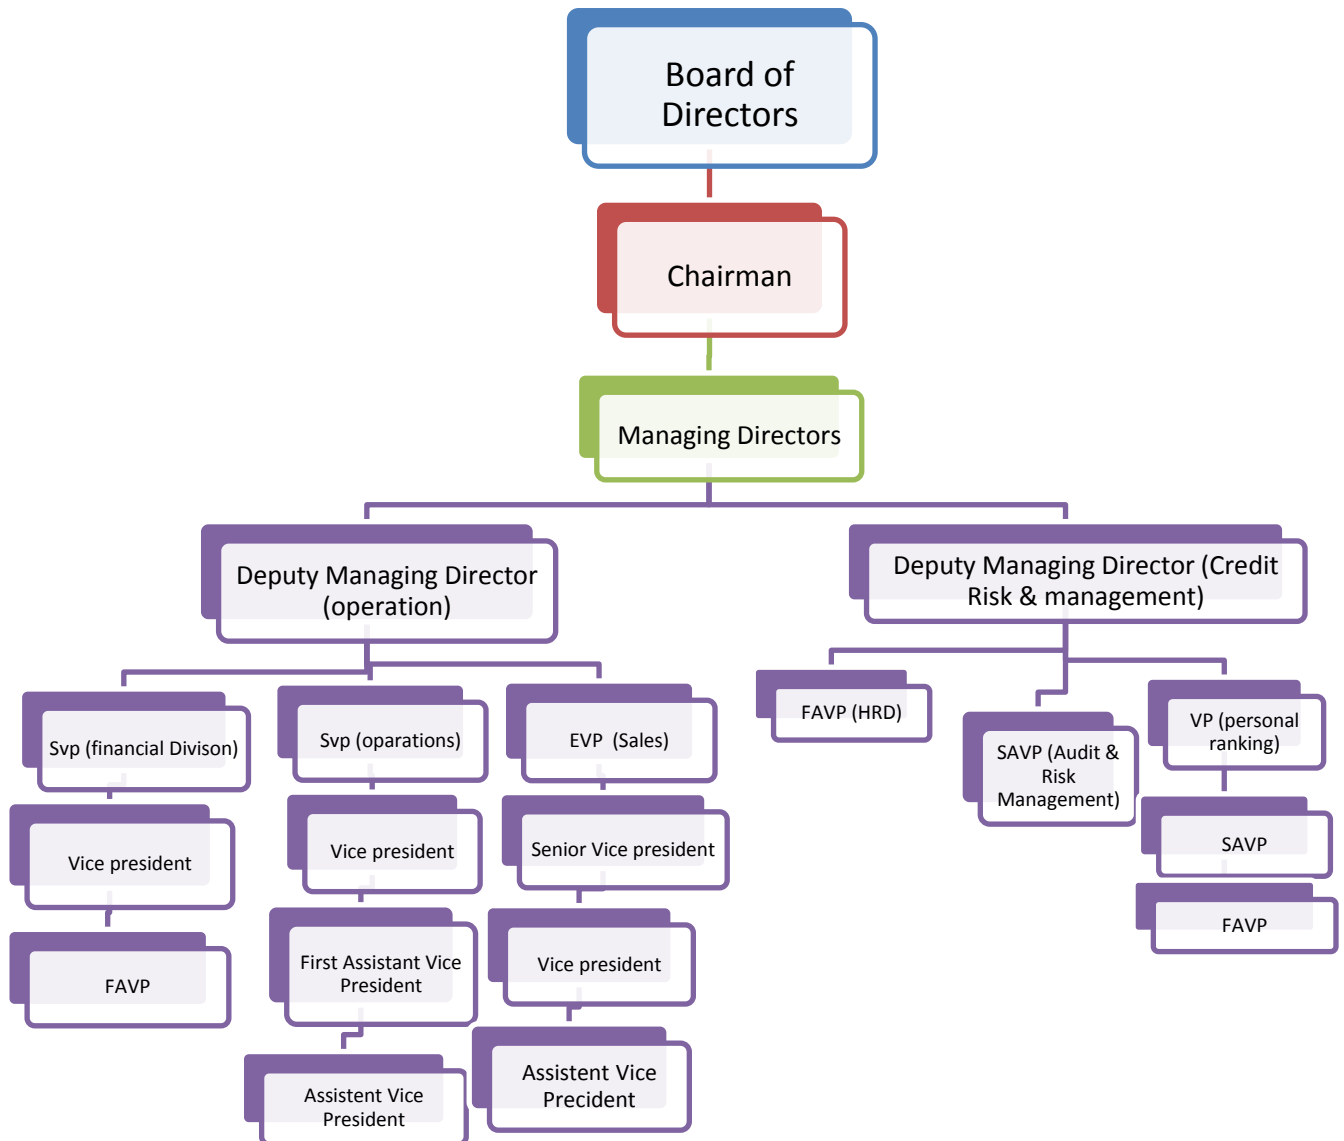 Board of
Directors
Chairman
Managing Directors
Deputy Managing Director
(operation)
Deputy Managing Director (Credit
Risk & management)
Svp (financial Divison)
Svp (oparations)
EVP (Sales)
FAVP (HRD)
SAVP (Audit &
Risk
Management)
VP (personal
ranking)
Vice president
Vice president
Senior Vice president
SAVP
FAVP
First Assistant Vice
President
Vice president
FAVP
Assistent Vice
President
Assistent Vice
Precident